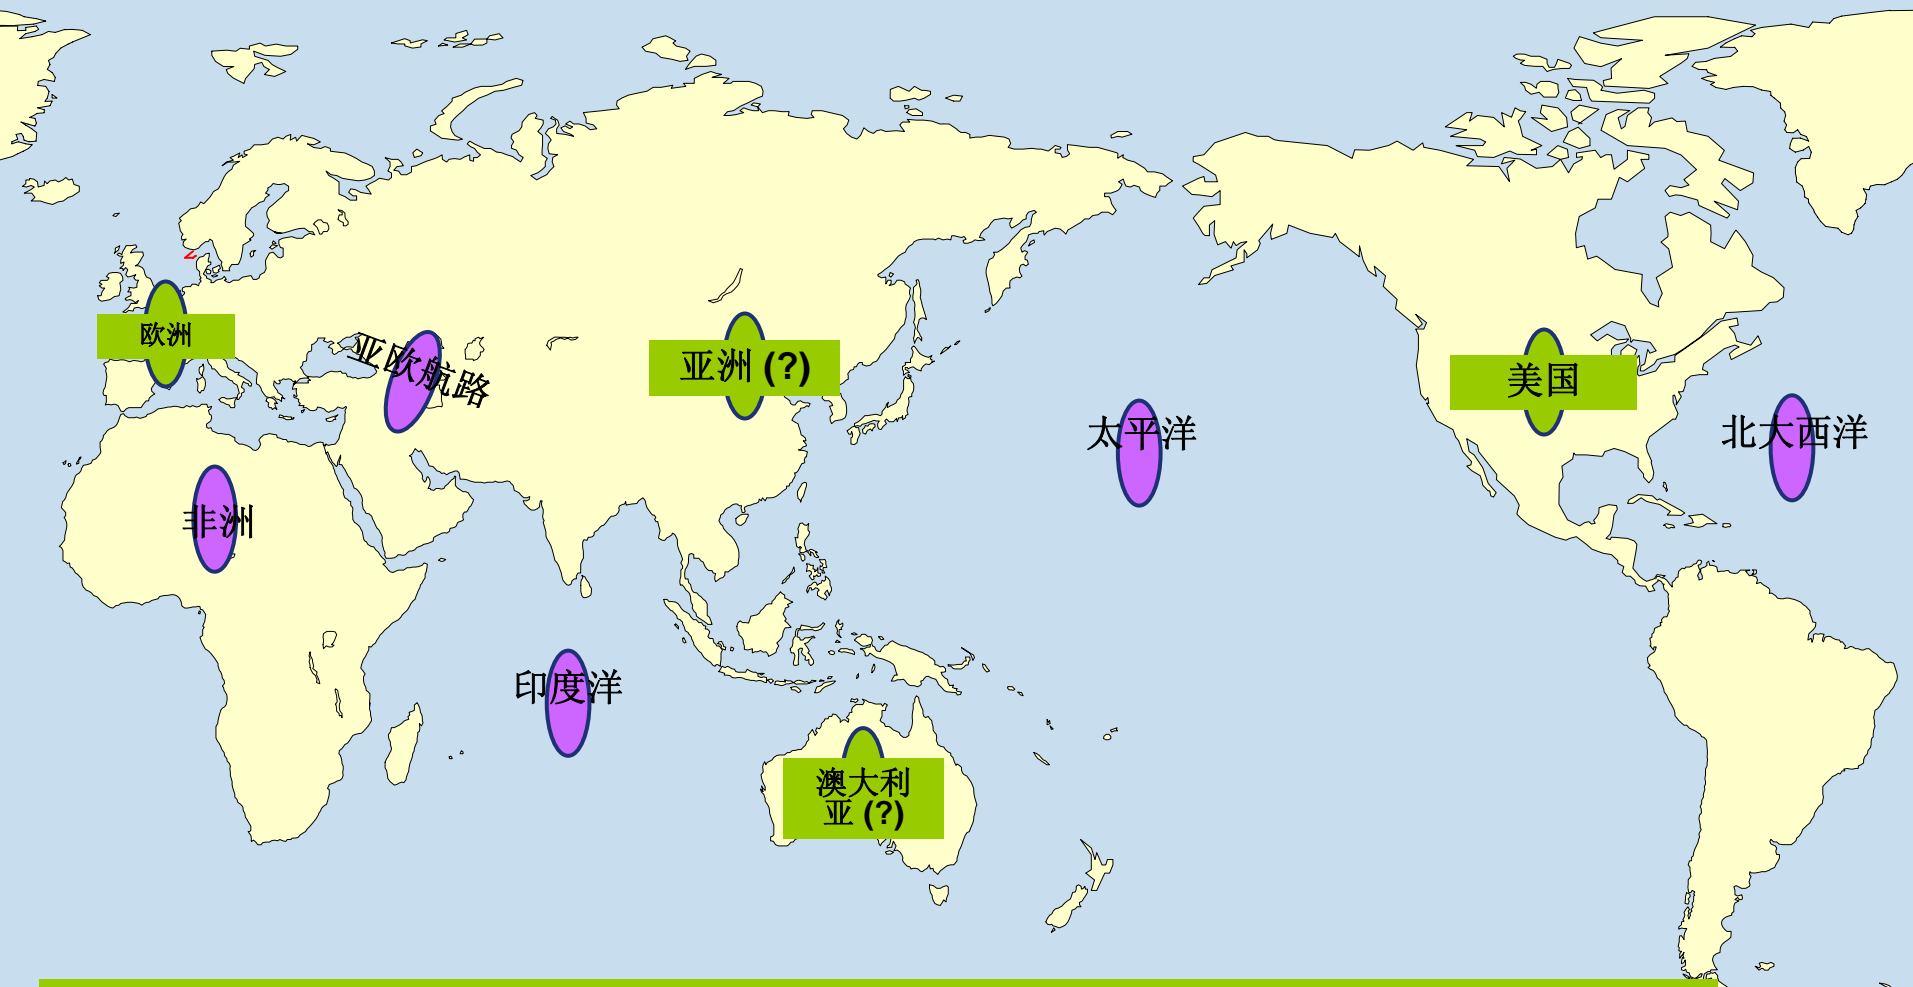 欧洲
亚欧航路
亚洲 (?)
美国
太平洋
北大西洋
非洲
印度洋
澳大利
亚 (?)